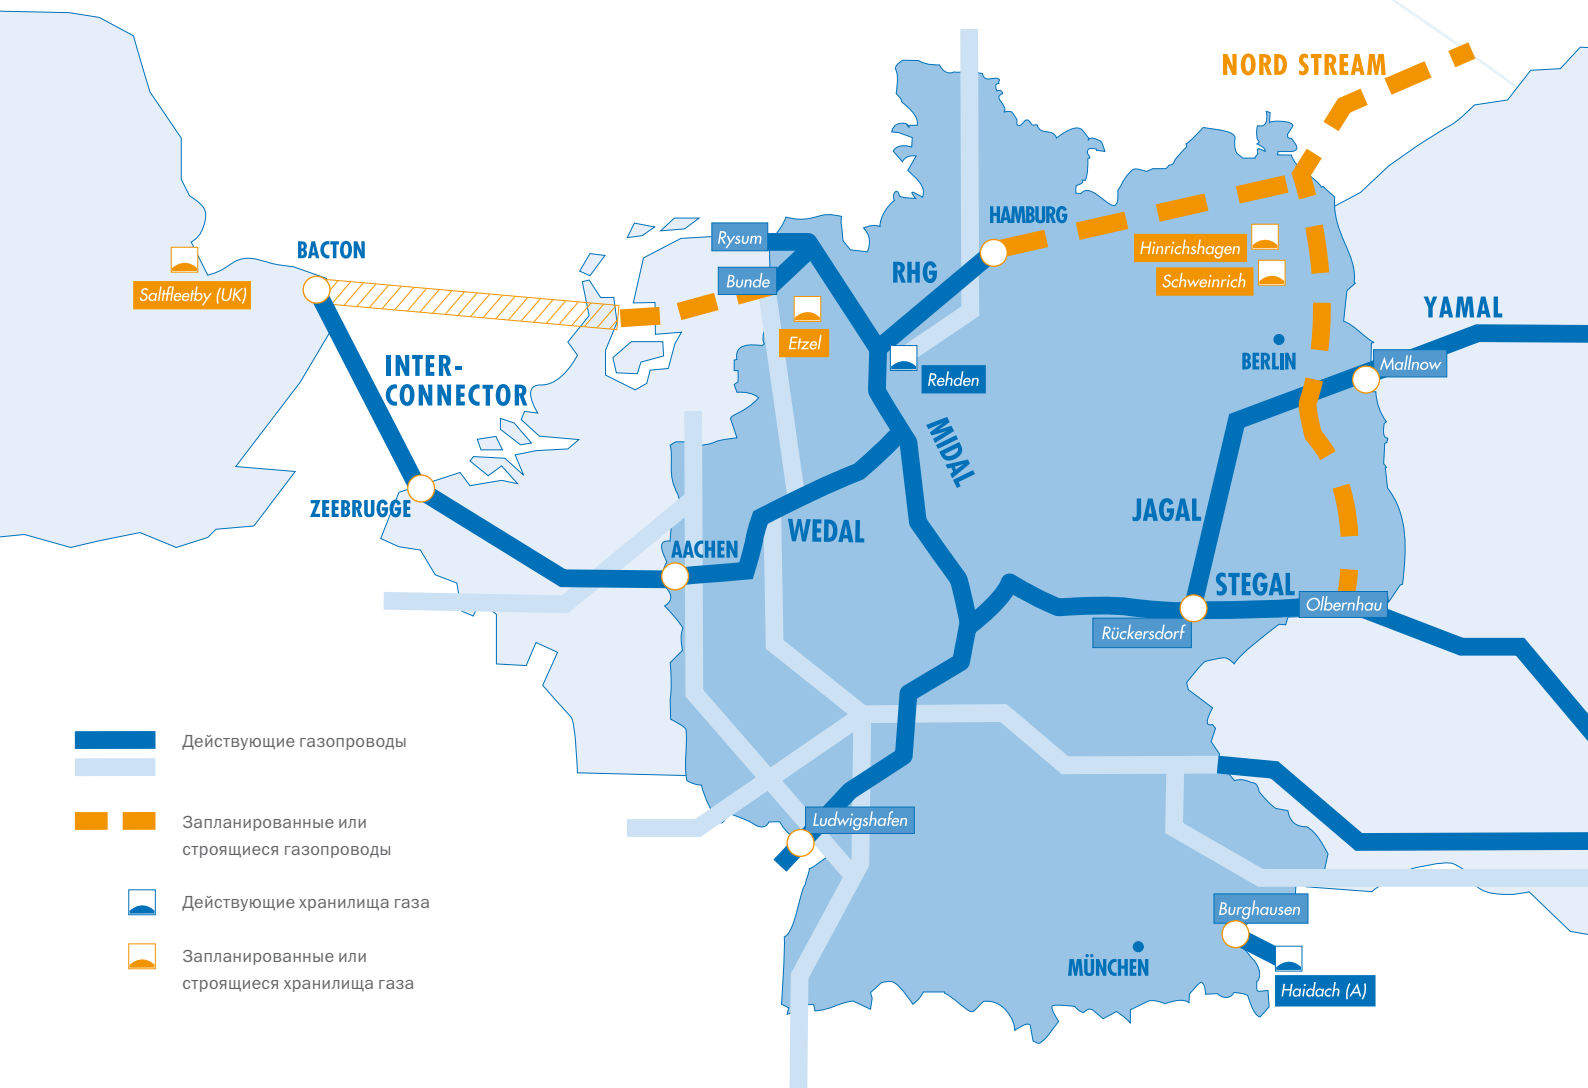 NORD STREAM
HAMBURG
Rysum
Hinrichshagen
BACTON
RHG
Schweinrich
Bunde
Saltfleetby (UK)
YAMAL
Etzel
BERLIN
Mallnow
INTER-
CONNECTOR
Rehden
MIDAL
ZEEBRUGGE
JAGAL
WEDAL
AACHEN
STEGAL
Olbernhau
Rückersdorf
Действующие газопроводы
Запланированные или
строящиеся газопроводы
Ludwigshafen
Действующие хранилища газа
Burghausen
Запланированные или
строящиеся хранилища газа
MÜNCHEN
Haidach (A)